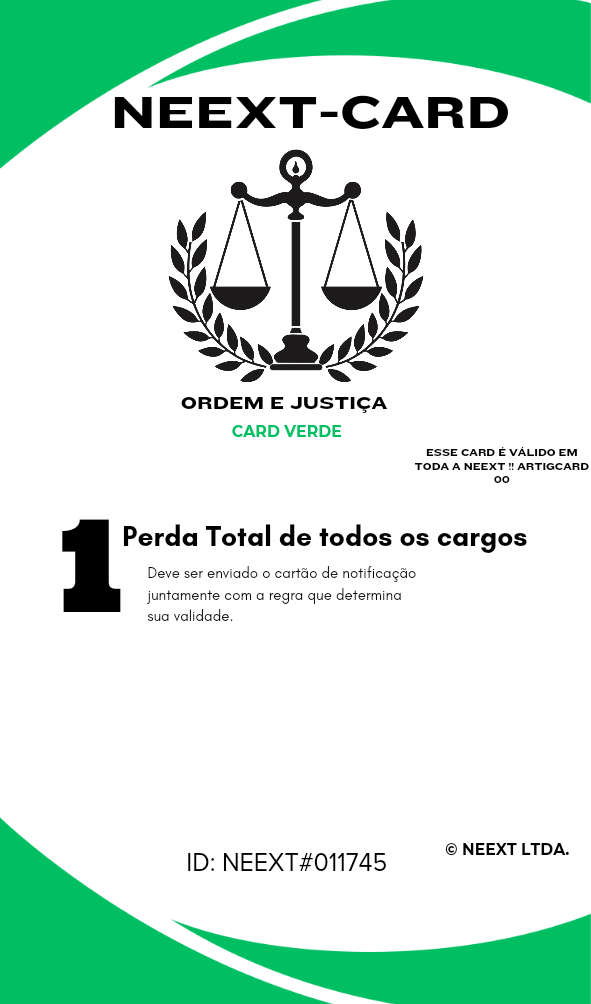 NEEXT-CARD
ORDEM E JUSTIÇA
CARD VERDE
ESSE CARD É VÁLIDO EM
TODA A NEEXT !! ARTIGCARD
00
1
Perda Total de todos os cargos
Deve ser enviado o cartão de notificação
juntamente com a regra que determina
sua validade.
ID: NEEXT#011745
© NEEXT LTDA.